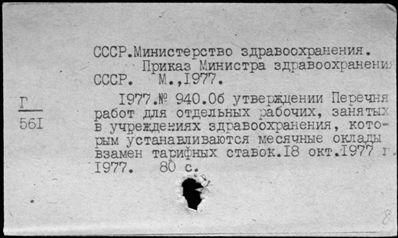 СССР.Министерство здравоохранения.
Приказ Министра здравоохранени
СССР. М.,1977.
Г
561
1977.№ 940.Об утверждении Перечня
работ для отдельных рабочих, занятых
в учреждениях здравоохранения, кото-
рым устанавливаются месячные оклады
взамен тарифных ставок.18 окт.1977 г.
1977. 80 с.
8